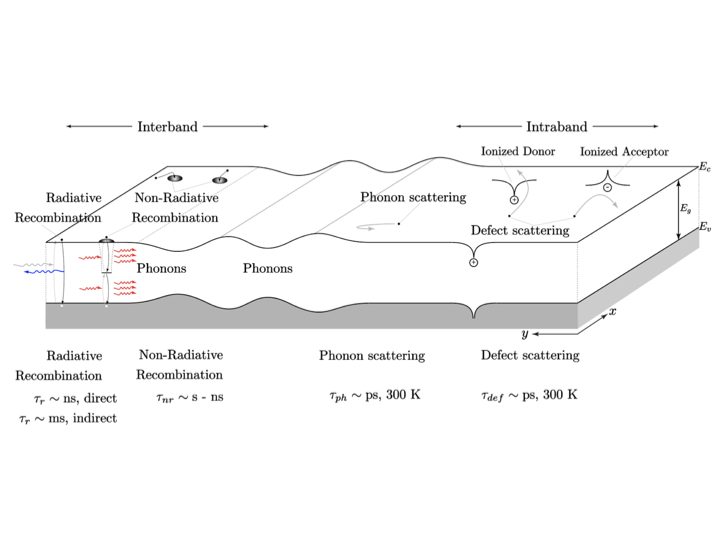 Interband
Intraband
Ionized Donor
Ionized Acceptor
E_c
Radiative
Recombination
Non-Radiative
Recombination
Phonon scattering
E_g
Defect scattering
E_v
Phonons
Phonons
x
y
Radiative
Recombination
τ_r ∼ ns, direct
τ_r ∼ ms, indirect
Non-Radiative
Recombination
τ_nr ∼ s - ns
Phonon scattering
τ_ph ∼ ps, 300 K
Defect scattering
τ_def ∼ ps, 300 K